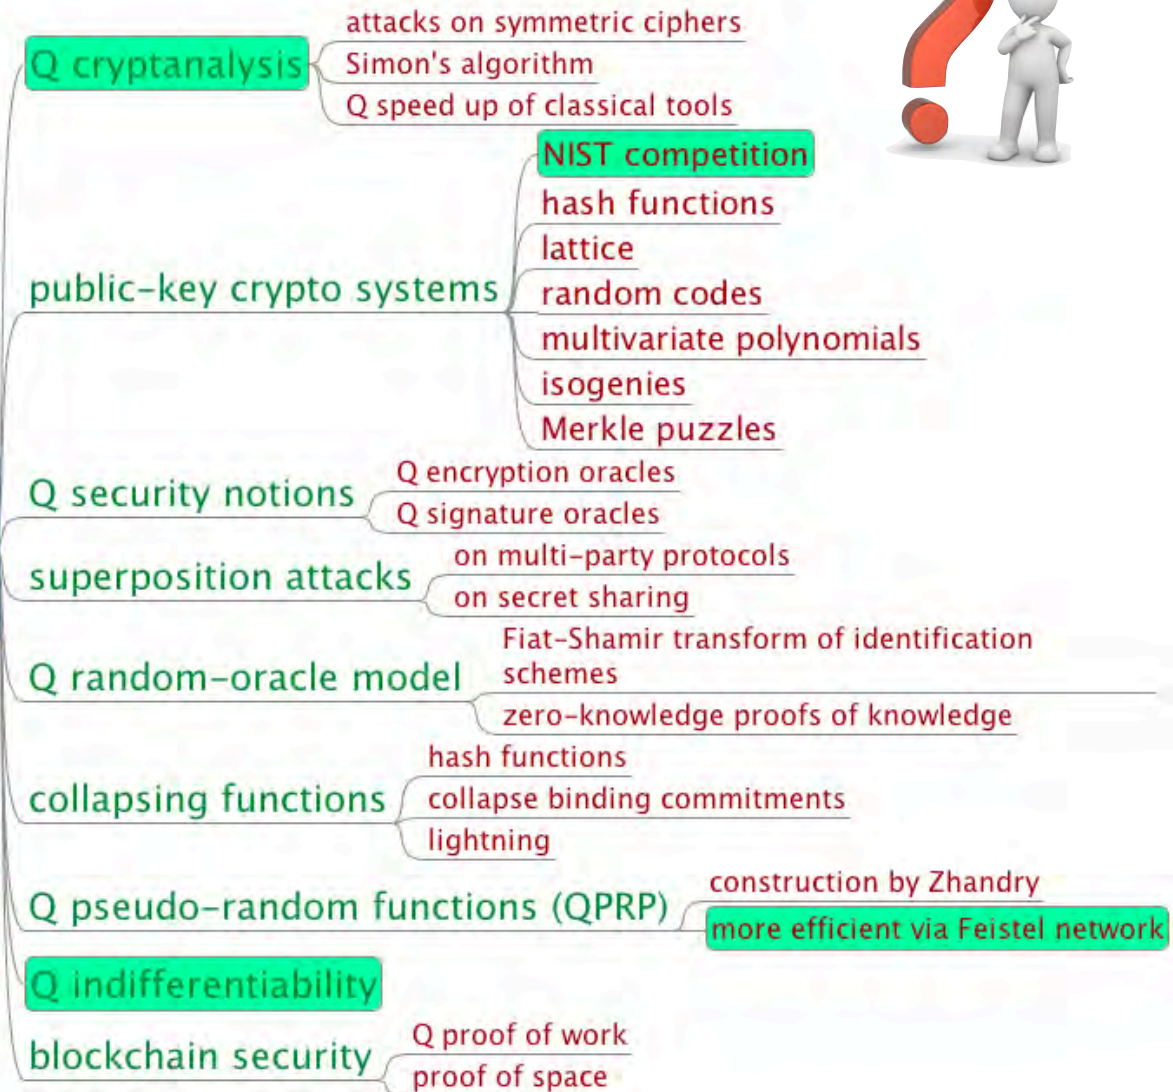 attacks on symmetric ciphers
Q cryptanalysis
Simon's algorithm
Q speed up of classical tools
NIST competition
hash functions
lattice
public-key crypto systems
random codes
multivariate polynomials
isogenies
Merkle puzzles
Q security notions
Q encryption oracles
Q signature oracles
superposition attacks
on multi-party protocols
on secret sharing
Q random-oracle model
Fiat-Shamir transform of identification
schemes
zero-knowledge proofs of knowledge
collapsing functions
hash functions
collapse binding commitments
lightning
Q pseudo-random functions (QPRP)
construction by Zhandry
more efficient via Feistel network
Q indifferentiability
blockchain security
Q proof of work
proof of space